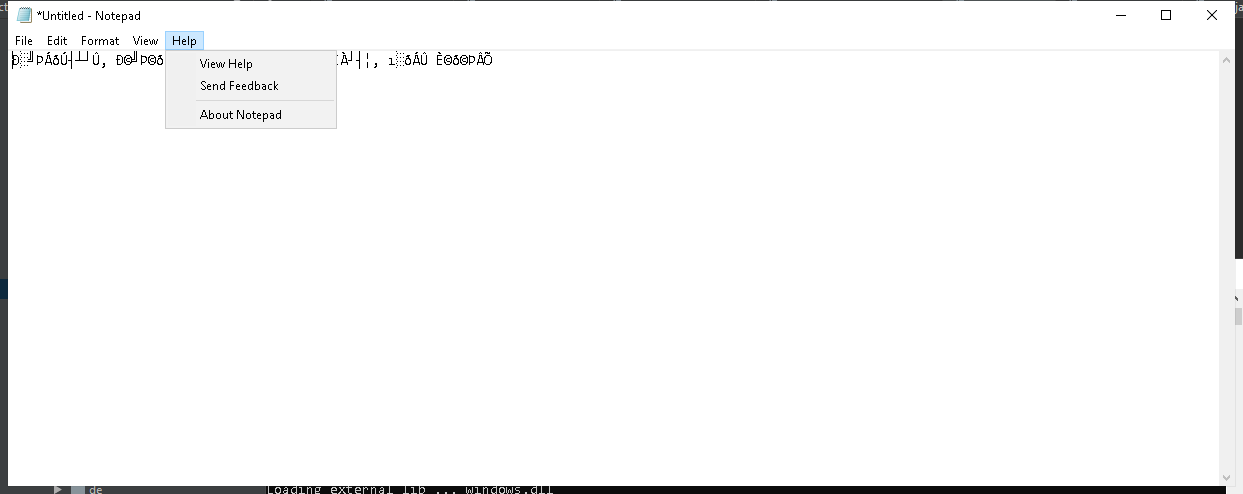 *Untitled - Notepad
File Edit Format View Help
Ð░╝ÞÁðÚ┤┴┘Û, Ð©╝Þ©ð À┘┤¦, ı░ðÁÛ È©ð©ÞÂÕ
View Help
Send Feedback
About Notepad
de
Loading external lib ... windows.dll